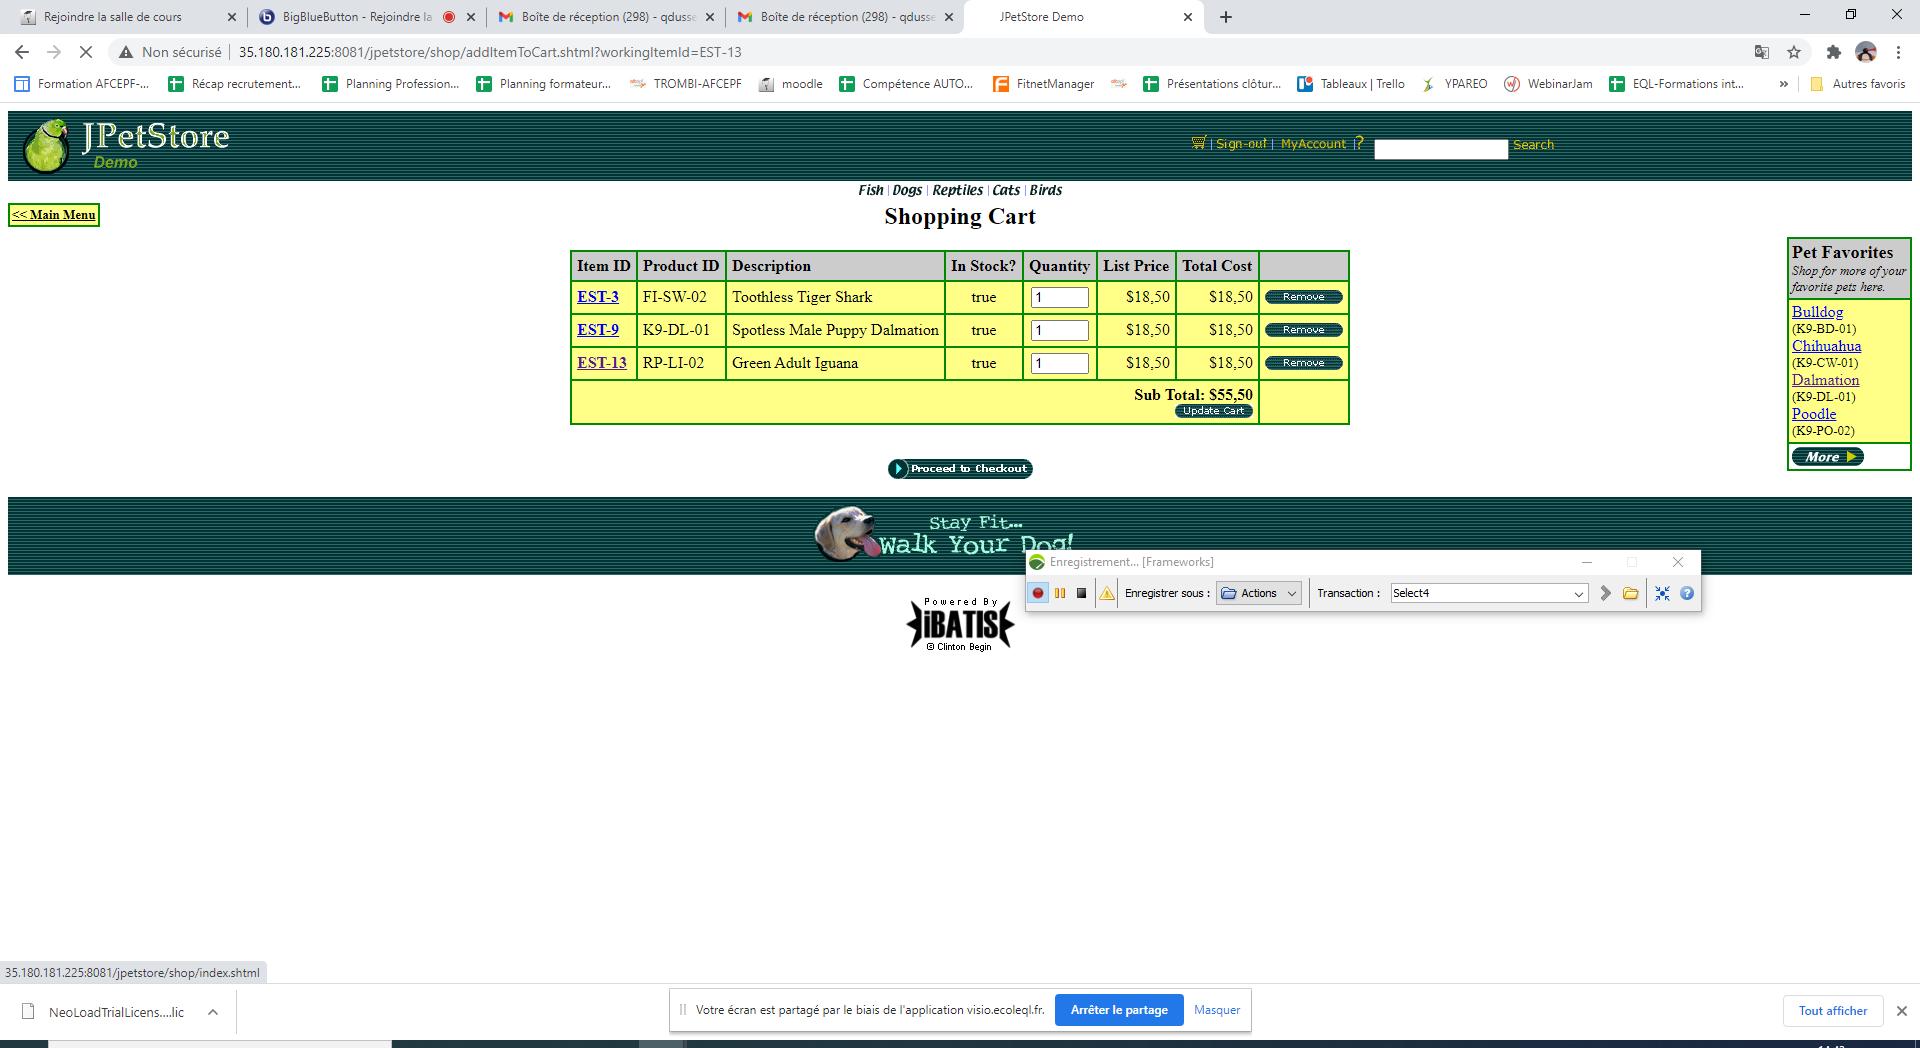 Rejoindre la salle de cours
BigBlueButton - Rejoindre la
Boîte de réception (298) - qdusse
Boîte de réception (298) - qdusse
JPetStore Demo
Non sécurisé
35.180.181.225:8081/jpetstore/shop/addItemToCart.shtml?workingItemId=EST-13
Formation AFCEPF-... Récap recrutement... Planning Profession... Planning formateur... TROMBI-AFCEPF moodle Compétence AUTO... FitnetManager Présentations clôtur... Tableaux | Trello YPAREO WebinarJam EQL-Formations int... » Autres favoris
JPetStore
Demo
| Sign-out | MyAccount | ? Search
Fish | Dogs | Reptiles | Cats | Birds
<< Main Menu
Shopping Cart
Item ID Product ID Description In Stock? Quantity List Price Total Cost
EST-3 FI-SW-02 Toothless Tiger Shark true 1 $18,50 $18,50 Remove
EST-9 K9-DL-01 Spotless Male Puppy Dalmation true 1 $18,50 $18,50 Remove
EST-13 RP-LI-02 Green Adult Iguana true 1 $18,50 $18,50 Remove
Sub Total: $55,50
Update Cart
Proceed to Checkout
Pet Favorites
Shop for more of your
favorite pets here.
Bulldog
(K9-BD-01)
Chihuahua
(K9-CW-01)
Dalmation
(K9-DL-01)
Poodle
(K9-PO-02)
More
Stay Fit...
Walk Your Dog!
Enregistrement... [Frameworks]
Enregistrer sous : Actions Transaction : Select4
Powered By
iBATIS
© Clinton Begin
35.180.181.225:8081/jpetstore/shop/index.shtml
NeoLoadTrialLicens....lic
Votre écran est partagé par le biais de l'application visio.ecoleql.fr. Arrêter le partage Masquer
Tout afficher